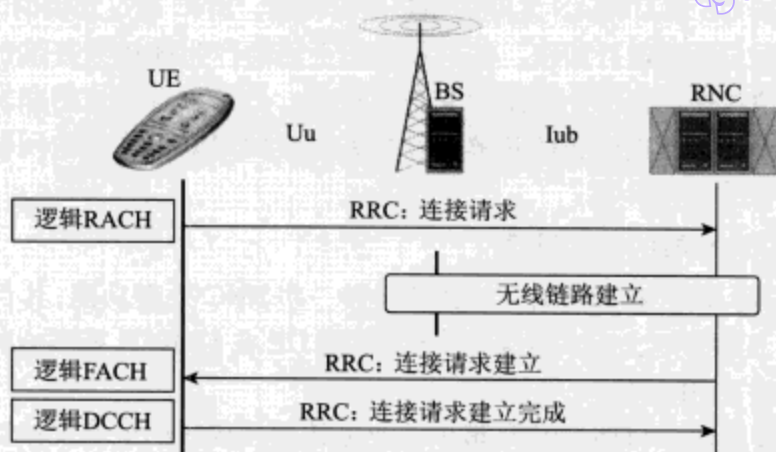 UE
BS
RNC
Uu
Iub
逻辑RACH
RRC：连接请求
无线链路建立
逻辑FACH
RRC：连接请求建立
逻辑DCCH
RRC：连接请求建立完成